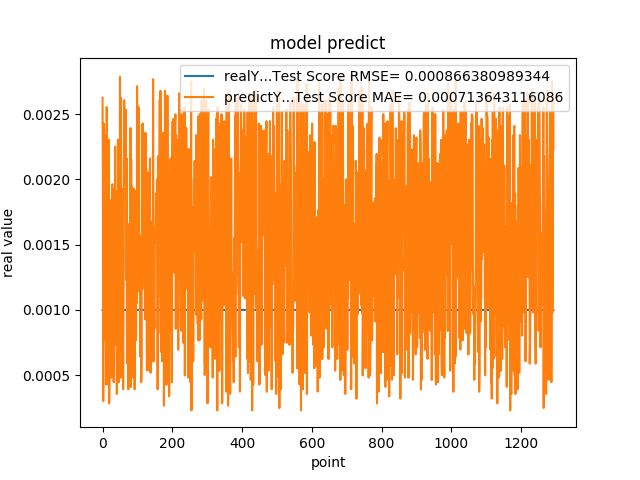 model predict
realY...Test Score RMSE= 0.000866380989344
predictY...Test Score MAE= 0.000713643116086
0.0025
0.0020
0.0015
0.0010
0.0005
real value
0 200 400 600 800 1000 1200
point